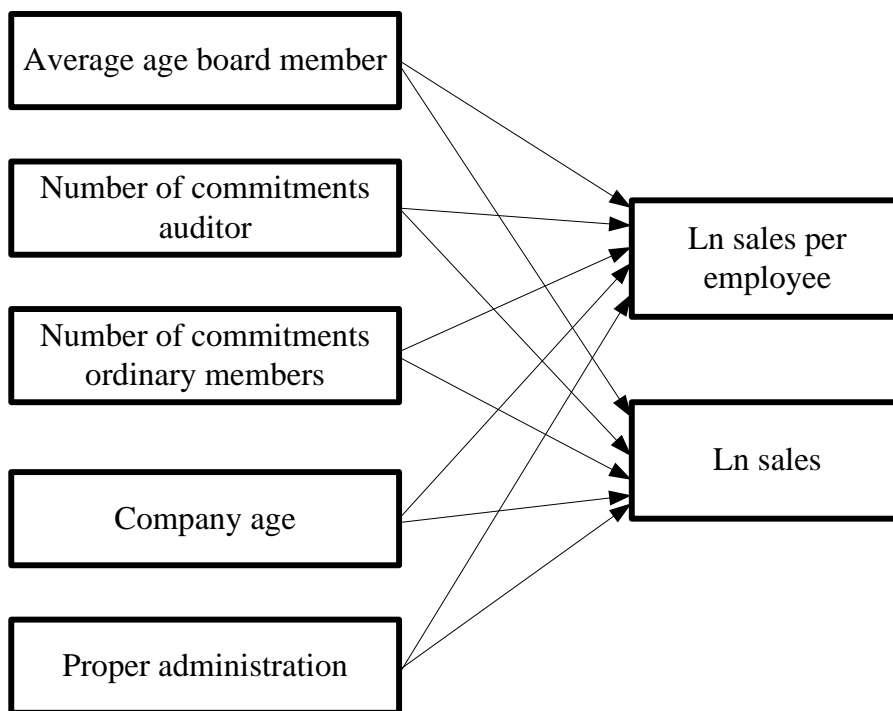 Average age board member
Number of commitments
auditor
Number of commitments
ordinary members
Company age
Proper administration
Ln sales per
employee
Ln sales